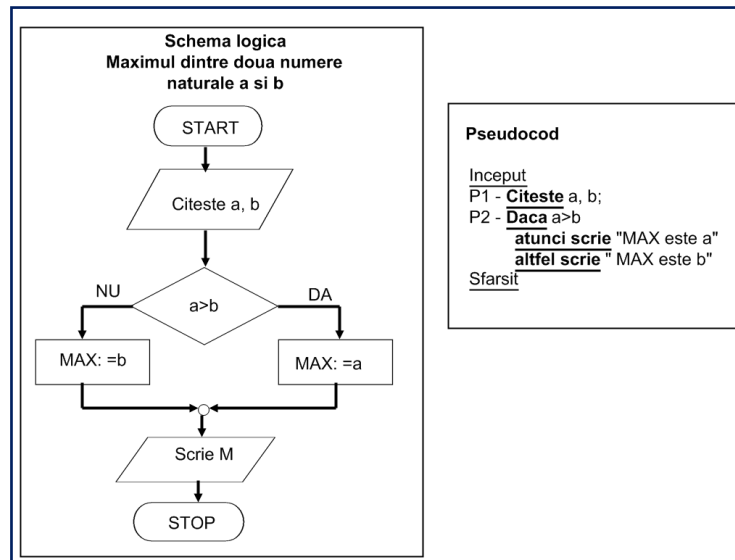 Schema logica
Maximul dintre doua numere
naturale a si b
START
Citeste a, b
NU
a>b
DA
MAX: =b
MAX: =a
Scrie M
STOP
Pseudocod
Inceput
P1 - Citeste a, b;
P2 - Daca a>b
atunci scrie "MAX este a"
altfel scrie " MAX este b"
Sfarsit